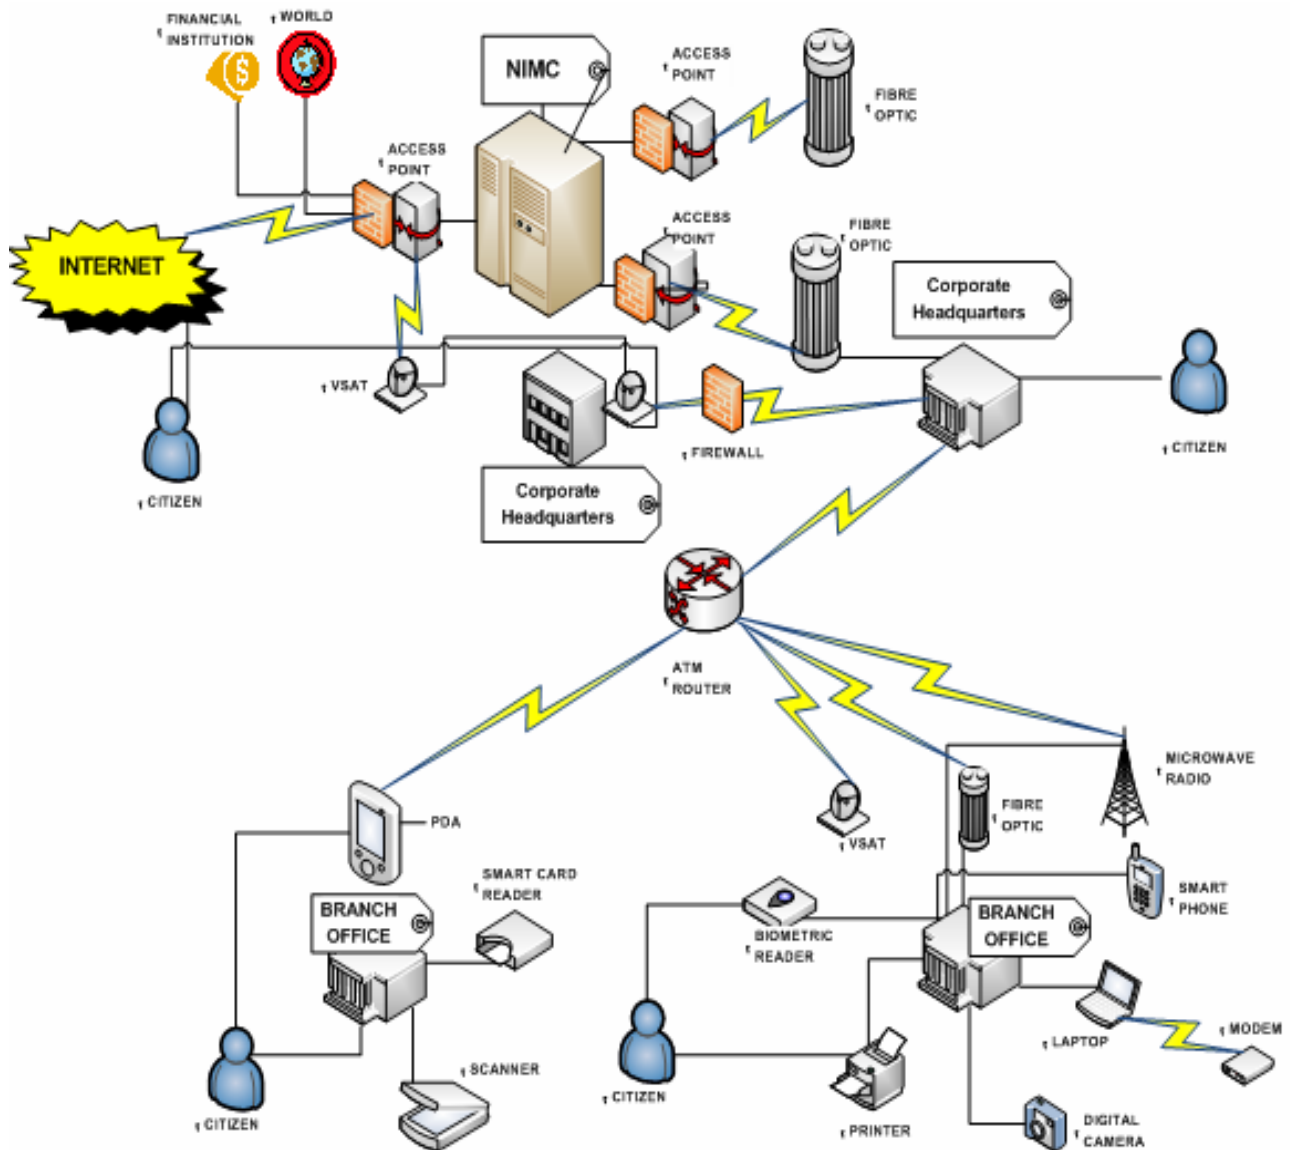 FINANCIAL
INSTITUTION
WORLD
NIMC
ACCESS
POINT
FIBRE
OPTIC
ACCESS
POINT
ACCESS
POINT
FIBRE
OPTIC
INTERNET
Corporate
Headquarters
VSAT
FIREWALL
CITIZEN
CITIZEN
Corporate
Headquarters
ATM
ROUTER
MICROWAVE
RADIO
PDA
FIBRE
OPTIC
VSAT
SMART CARD
READER
SMART
PHONE
BRANCH
OFFICE
BRANCH
OFFICE
BIOMETRIC
READER
MODEM
LAPTOP
SCANNER
CITIZEN
CITIZEN
PRINTER
DIGITAL
CAMERA